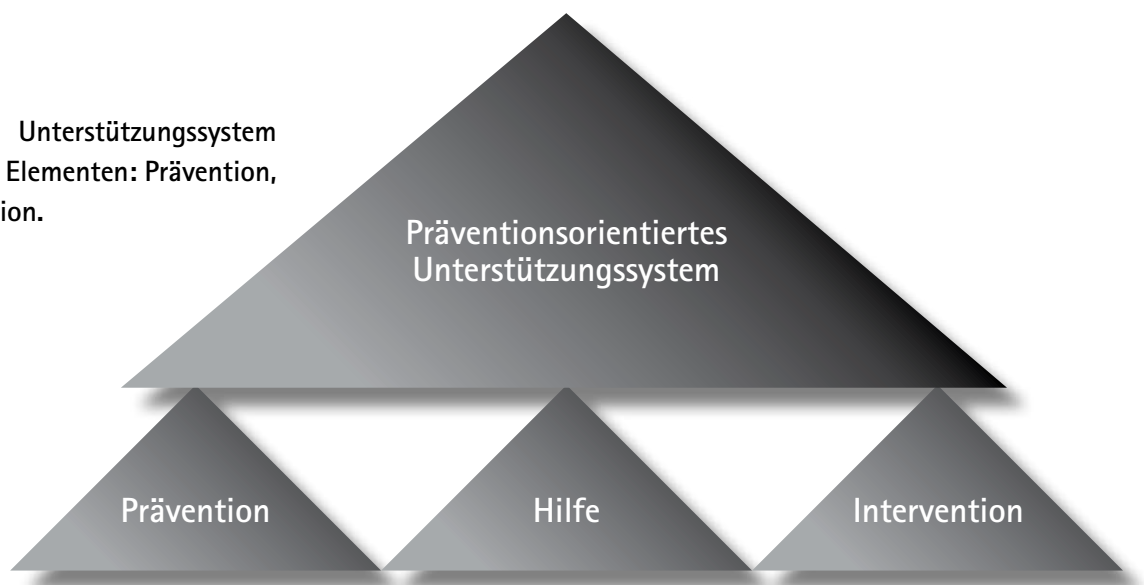 Unterstützungssystem
Elementen: Prävention,
ion.
Präventionsorientiertes
Unterstützungssystem
Prävention
Hilfe
Intervention